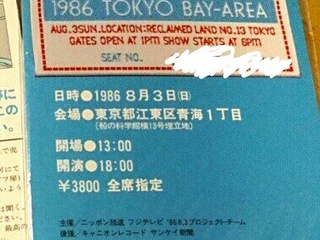 1986 TOKYO BAY-AREA
AUG.3SUN.LOCATION:RECLAIMED LAND NO.13 TOKYO
GATES OPEN AT 1PM SHOW STARTS AT 6PM
SEAT NO.
日時●1986 8月3日(日)
会場●東京都江東区青海1丁目
(船の科学館横13号埋立地)
開場●13:00
開演●18:00
¥3800 全席指定
主催/ニッポン放送 フジテレビ '86.8.3プロジェクトチーム
後援/キャニオンレコード サンケイ新聞